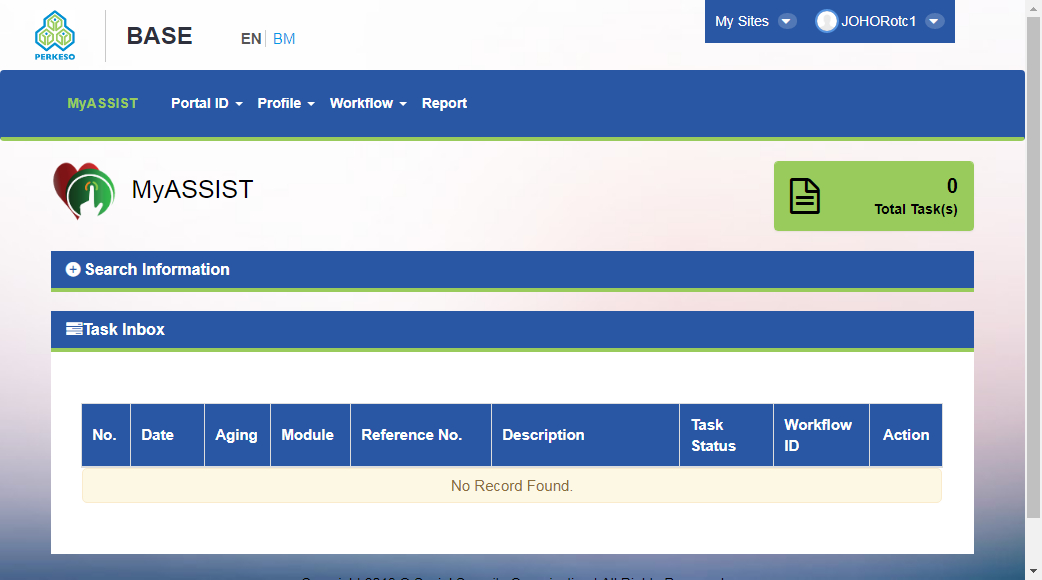 PERKESO
BASE
EN BM
My Sites
JOHORotc1
MyASSIST
Portal ID
Profile
Workflow
Report
MyASSIST
0
Total Task(s)
Search Information
Task Inbox
No.
Date
Aging
Module
Reference No.
Description
Task
Status
Workflow
ID
Action
No Record Found.